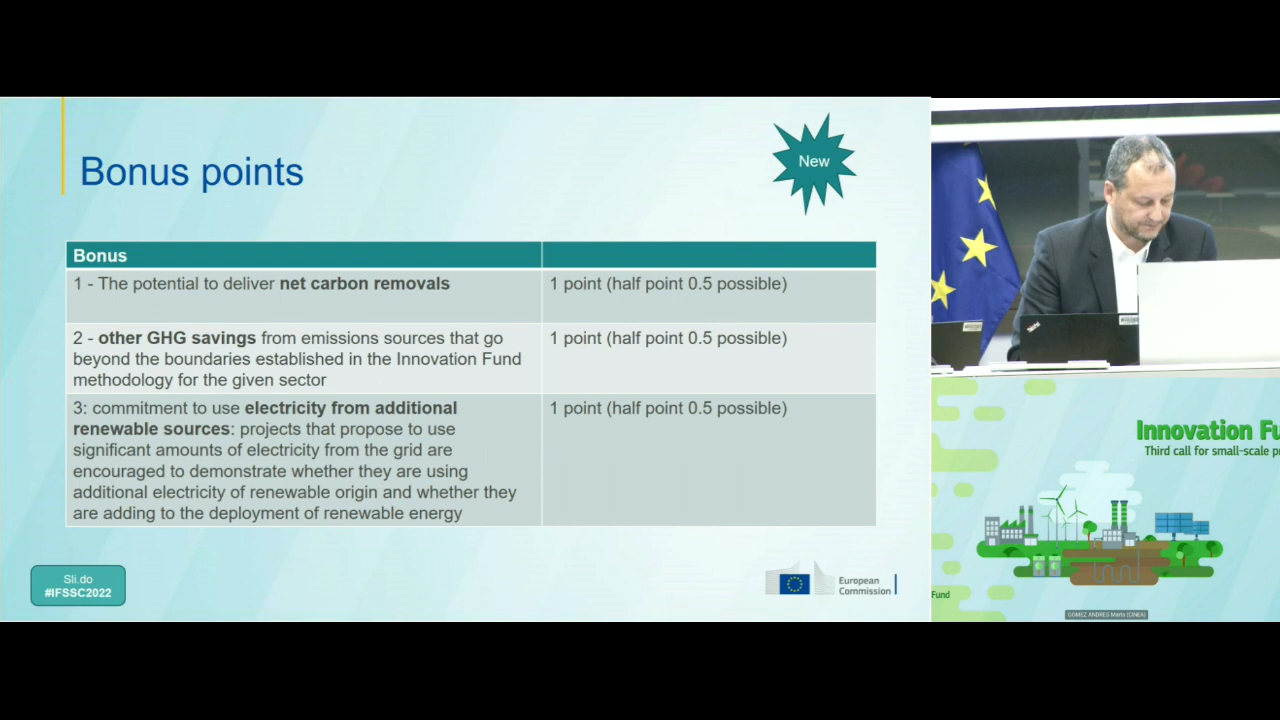 Bonus points
New
Bonus
1 - The potential to deliver net carbon removals
1 point (half point 0.5 possible)
2 - other GHG savings from emissions sources that go
beyond the boundaries established in the Innovation Fund
methodology for the given sector
1 point (half point 0.5 possible)
3: commitment to use electricity from additional
renewable sources: projects that propose to use
significant amounts of electricity from the grid are
encouraged to demonstrate whether they are using
additional electricity of renewable origin and whether they
are adding to the deployment of renewable energy
1 point (half point 0.5 possible)
Sli.do
#IFSSC2022
European
Commission
Innovation Fu
Third call for small-scale p
Fund
GOMEZ ANDRES Marta (CINEA)